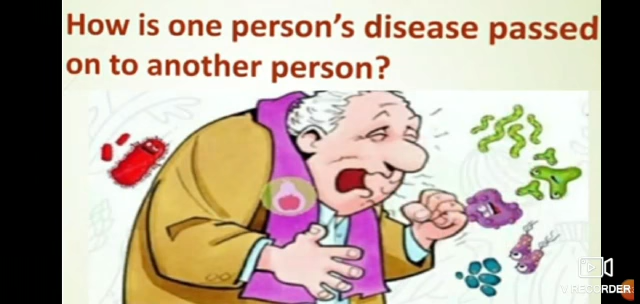 How is one person's disease passed
on to another person?
V.RECORDER